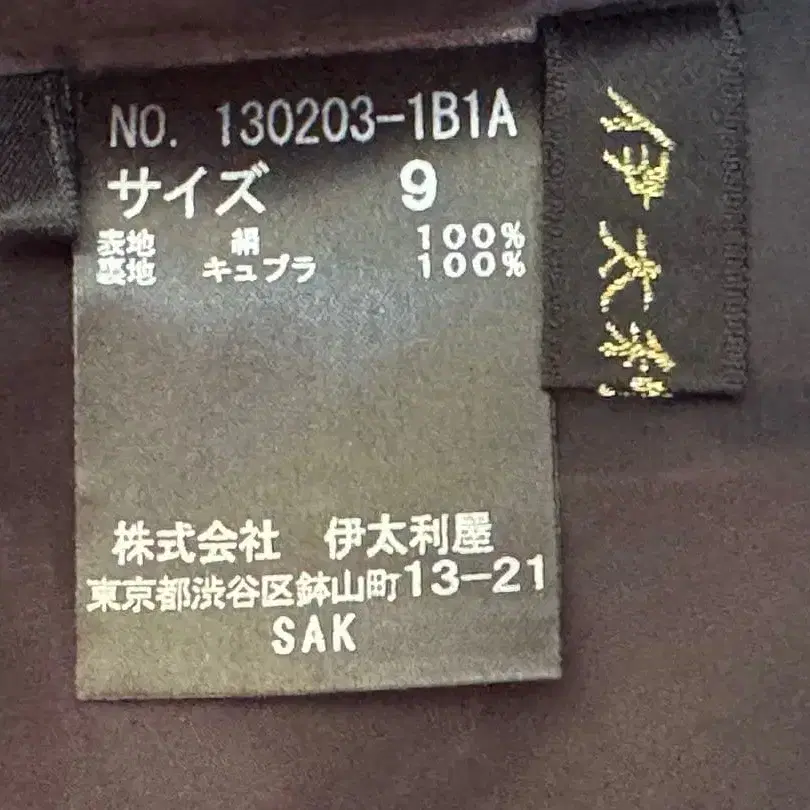 NO. 130203-1B1A
サイズ 9
表地 絹 100%
裏地 キュプラ 100%
株式会社 伊太利屋
東京都渋谷区鉢山町13-21
SAK
伊太利